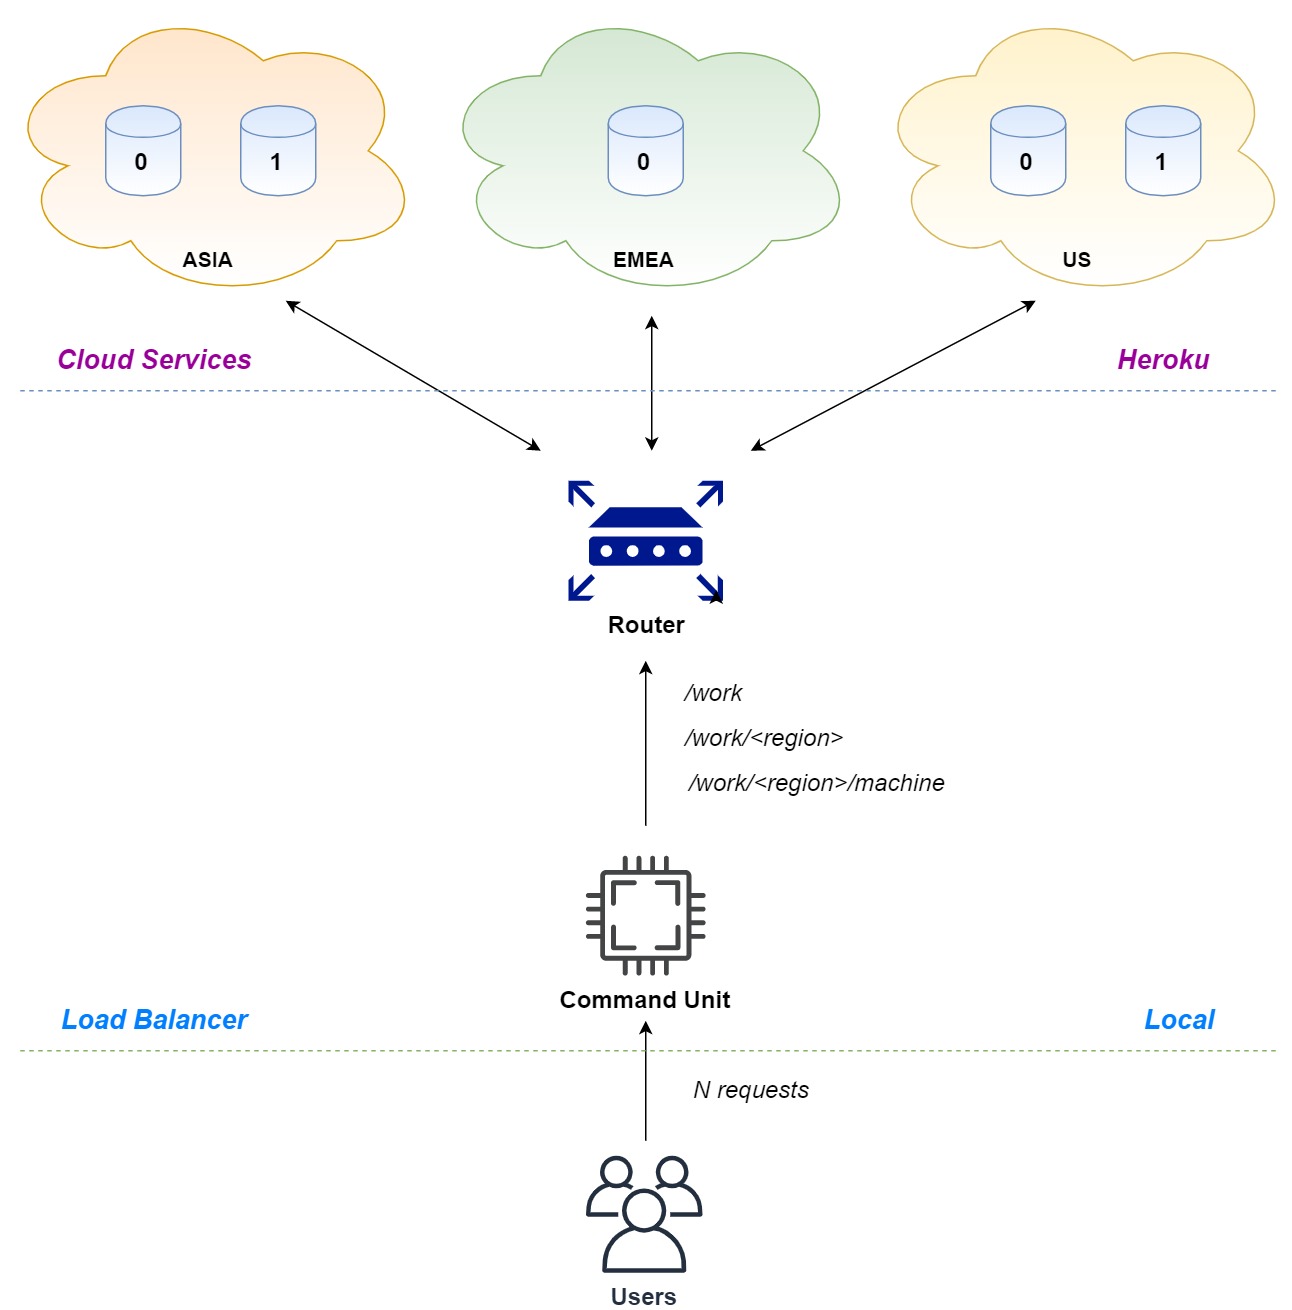 0
1
0
0
1
ASIA
EMEA
US
Cloud Services
Heroku
Router
/work
/work/<region>
/work/<region>/machine
Command Unit
Load Balancer
Local
N requests
Users